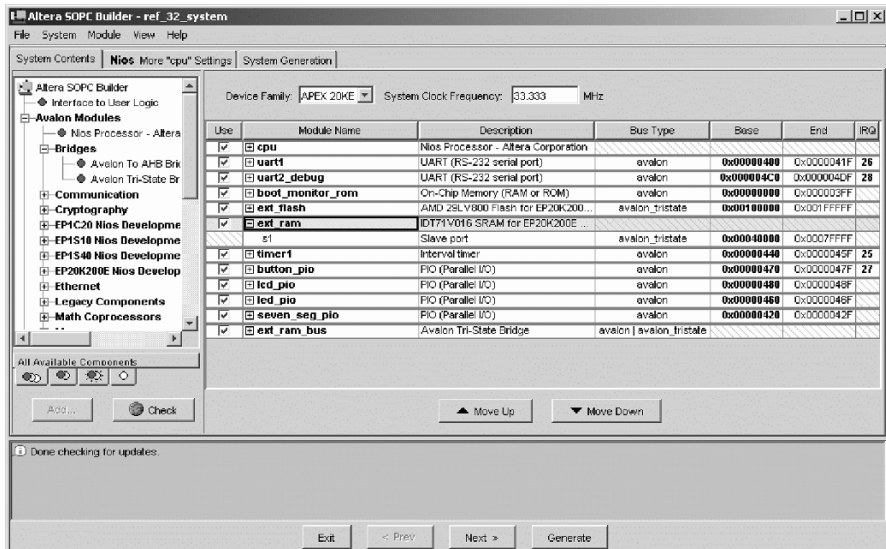 Altera SOPC Builder - ref_32_system
File System Module View Help
System Contents Nios More "cpu" Settings System Generation
Altera SOPC Builder
Interface to User Logic
Avalon Modules
Nios Processor - Altera
Bridges
Avalon To AHB Brid
Avalon Tri-State Br
Communication
Cryptography
EP1C20 Nios Developme
EP1S10 Nios Developme
EP1S40 Nios Developme
EP20K200E Nios Develop
Ethernet
Legacy Components
Math Coprocessors
All Available Components
Add... Check
Device Family: APEX 20KE System Clock Frequency: 33.333 MHz
Use Module Name Description Bus Type Base End IRQ
cpu Nios Processor - Altera Corporation
uart1 UART (RS-232 serial port) avalon 0x00000400 0x0000041F 26
uart2_debug UART (RS-232 serial port) avalon 0x000004C0 0x000004DF 28
boot_monitor_rom On-Chip Memory (RAM or ROM) avalon 0x00000000 0x000003FF
ext_flash AMD 29LV800 Flash for EP20K200... avalon_tristate 0x00100000 0x001FFFFF
ext_ram IDT71V016 SRAM for EP20K200E ...
s1 Slave port avalon_tristate 0x00040000 0x0007FFFF
timer1 Interval timer avalon 0x00000440 0x0000045F 25
button_pio PIO (Parallel I/O) avalon 0x00000470 0x0000047F 27
lcd_pio PIO (Parallel I/O) avalon 0x00000480 0x0000048F
led_pio PIO (Parallel I/O) avalon 0x00000460 0x0000046F
seven_seg_pio PIO (Parallel I/O) avalon 0x00000420 0x0000042F
ext_ram_bus Avalon Tri-State Bridge avalon | avalon_tristate
Move Up Move Down
Done checking for updates.
Exit < Prev Next > Generate